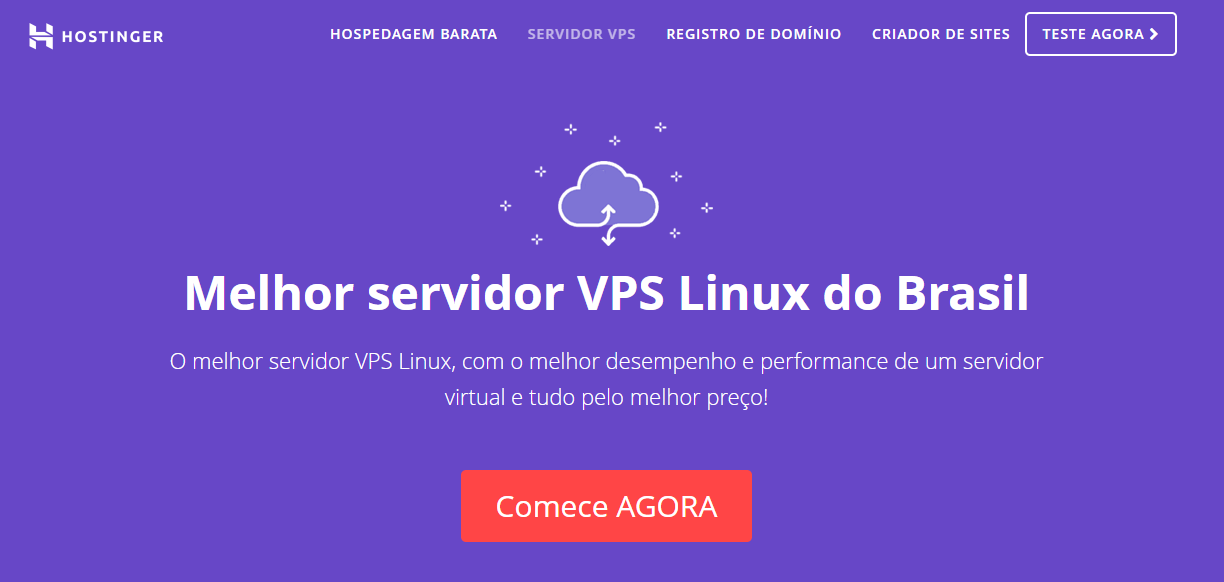 HOSTINGER
HOSPEDAGEM BARATA
SERVIDOR VPS
REGISTRO DE DOMÍNIO
CRIADOR DE SITES
TESTE AGORA
Melhor servidor VPS Linux do Brasil
O melhor servidor VPS Linux, com o melhor desempenho e performance de um servidor
virtual e tudo pelo melhor preço!
Comece AGORA